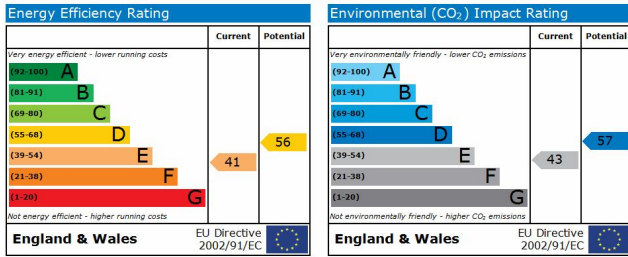 Energy Efficiency Rating
Current Potential
Very energy efficient - lower running costs
(92-100) A
(81-91) B
(69-80) C
(55-68) D
(39-54) E
(21-38) F
(1-20) G
41
56
Not energy efficient - higher running costs
England & Wales
EU Directive
2002/91/EC
Environmental (CO₂) Impact Rating
Current Potential
Very environmentally friendly - lower CO₂ emissions
(92-100) A
(81-91) B
(69-80) C
(55-68) D
(39-54) E
(21-38) F
(1-20) G
43
57
Not environmentally friendly - higher CO₂ emissions
England & Wales
EU Directive
2002/91/EC